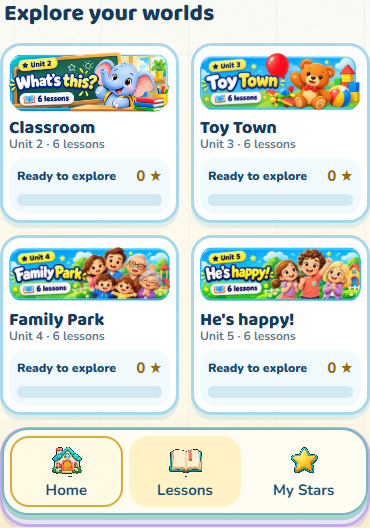 Explore your worlds
★ Unit 2
What's this?
6 lessons
Classroom
Unit 2 · 6 lessons
Ready to explore 0 ★
★ Unit 3
Toy Town
6 lessons
Toy Town
Unit 3 · 6 lessons
Ready to explore 0 ★
★ Unit 4
Family Park
6 lessons
Family Park
Unit 4 · 6 lessons
Ready to explore 0 ★
★ Unit 5
He's happy!
6 lessons
He's happy!
Unit 5 · 6 lessons
Ready to explore 0 ★
Home
Lessons
My Stars